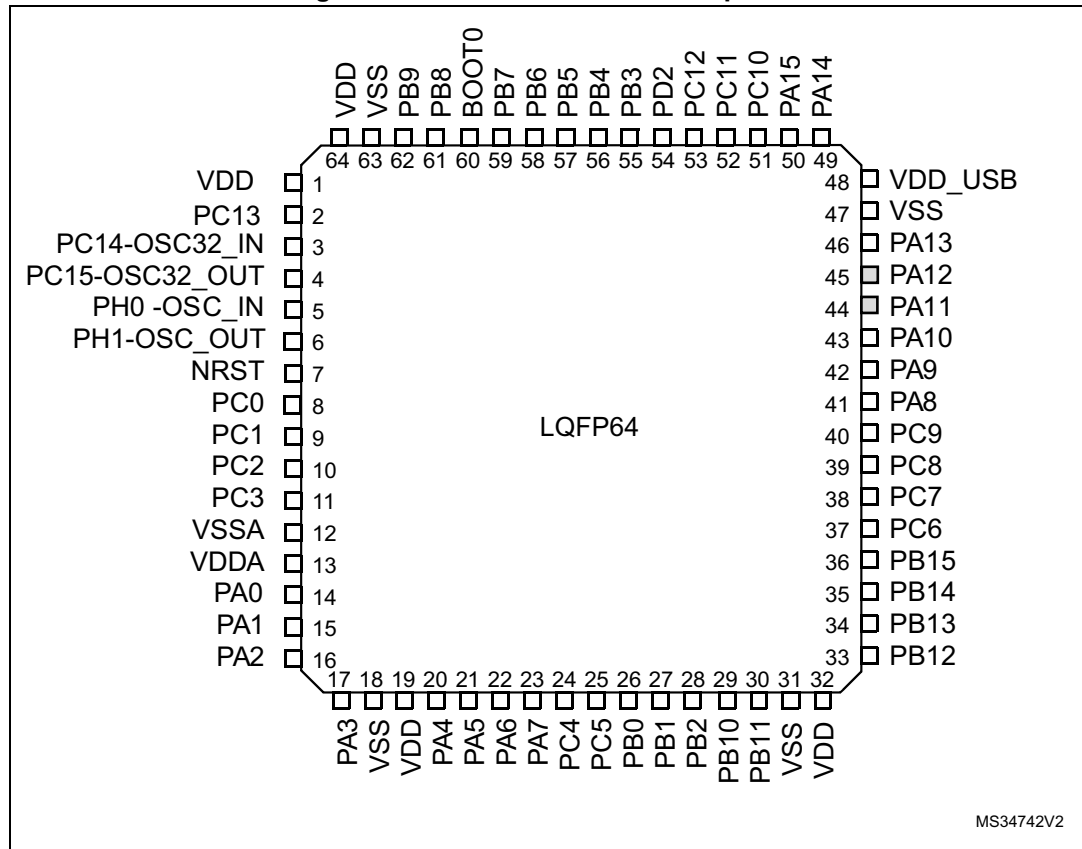 VDD
VSS
PB9
PB8
BOOT0
PB7
PB6
PB5
PB4
PB3
PD2
PC12
PC11
PC10
PA15
PA14
64 63 62 61 60 59 58 57 56 55 54 53 52 51 50 49
VDD 1
PC13 2
PC14-OSC32_IN 3
PC15-OSC32_OUT 4
PH0 -OSC_IN 5
PH1-OSC_OUT 6
NRST 7
PC0 8
PC1 9
PC2 10
PC3 11
VSSA 12
VDDA 13
PA0 14
PA1 15
PA2 16
LQFP64
48 VDD_USB
47 VSS
46 PA13
45 PA12
44 PA11
43 PA10
42 PA9
41 PA8
40 PC9
39 PC8
38 PC7
37 PC6
36 PB15
35 PB14
34 PB13
33 PB12
17 18 19 20 21 22 23 24 25 26 27 28 29 30 31 32
PA3
VSS
VDD
PA4
PA5
PA6
PA7
PC4
PC5
PB0
PB1
PB2
PB10
PB11
VSS
VDD
MS34742V2